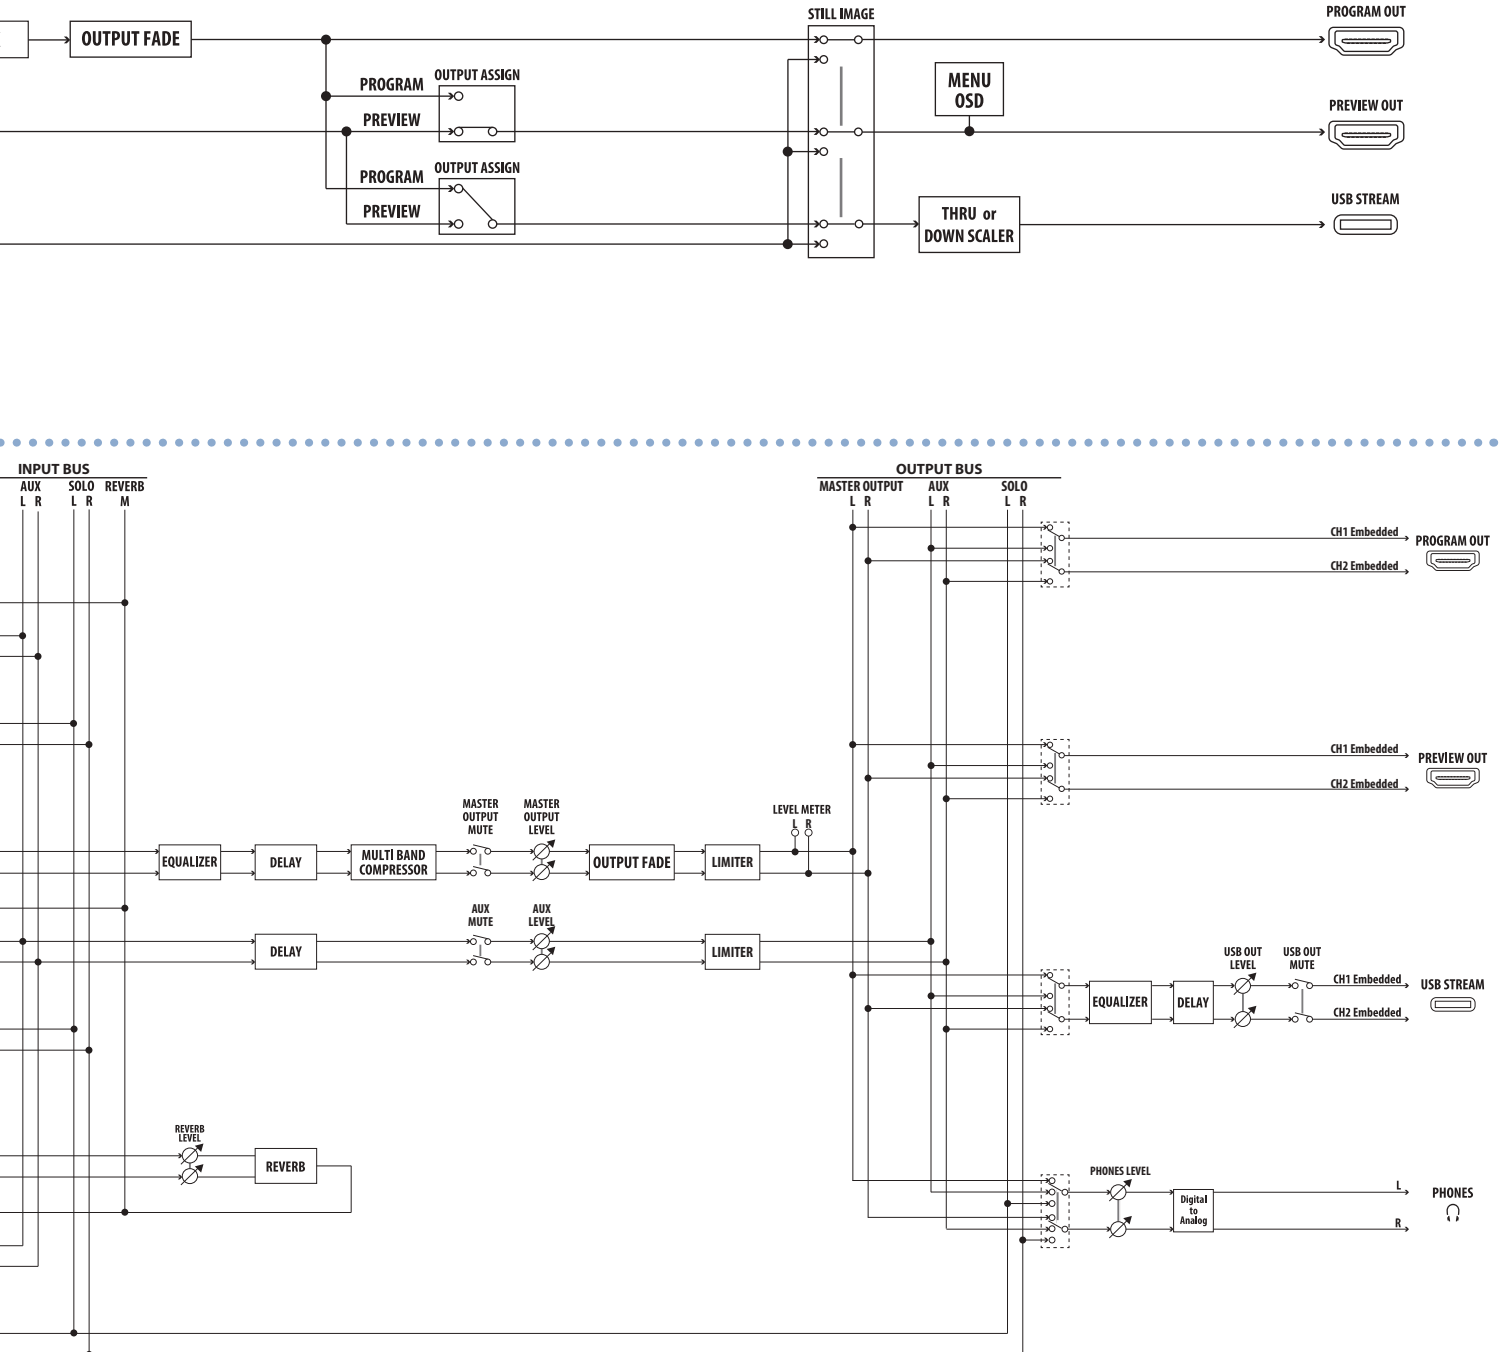 STILL IMAGE
PROGRAM OUT
OUTPUT FADE
OUTPUT ASSIGN
PROGRAM
PREVIEW
MENU
OSD
PREVIEW OUT
OUTPUT ASSIGN
PROGRAM
PREVIEW
THRU or
DOWN SCALER
USB STREAM
INPUT BUS
AUX SOLO REVERB
L R L R M
OUTPUT BUS
MASTER OUTPUT AUX SOLO
L R L R L R
CH1 Embedded
PROGRAM OUT
CH2 Embedded
CH1 Embedded
PREVIEW OUT
CH2 Embedded
MASTER
OUTPUT
MUTE
MASTER
OUTPUT
LEVEL
LEVEL METER
L R
EQUALIZER
DELAY
MULTI BAND
COMPRESSOR
OUTPUT FADE
LIMITER
AUX
MUTE
AUX
LEVEL
DELAY
LIMITER
USB OUT
LEVEL
USB OUT
MUTE
EQUALIZER
DELAY
CH1 Embedded
USB STREAM
CH2 Embedded
REVERB
LEVEL
REVERB
PHONES LEVEL
Digital
to
Analog
L
PHONES
R